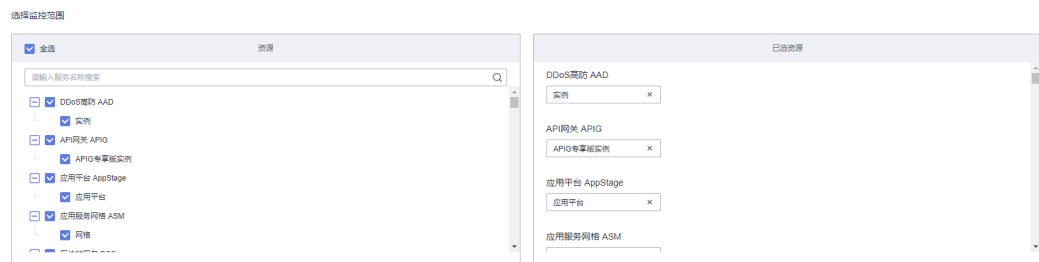 选择监控范围
全选
资源
请输入服务名称搜索
DDoS高防 AAD
实例
API网关 APIG
APIG专享版实例
应用平台 AppStage
应用平台
应用服务网格 ASM
网格
已选资源
DDoS高防 AAD
实例 ×
API网关 APIG
APIG专享版实例 ×
应用平台 AppStage
应用平台 ×
应用服务网格 ASM